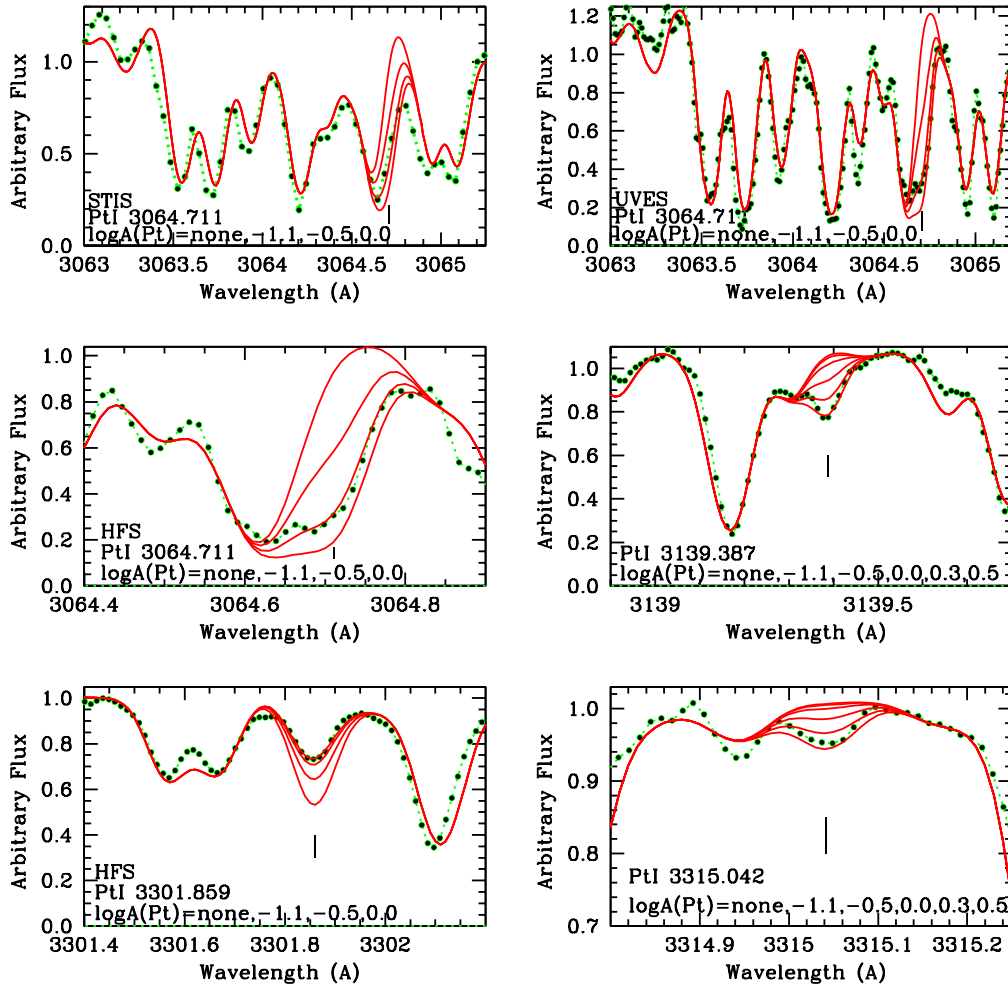 Arbitrary Flux
1.0
0.5
0.0
STIS
PtI 3064.711
logA(Pt)=none,-1.1,-0.5,0.0
3063 3063.5 3064 3064.5 3065
Wavelength (A)
Arbitrary Flux
1.2
1.0
0.8
0.6
0.4
0.2
0.0
UVES
PtI 3064.71
logA(Pt)=none,-1.1,-0.5,0.0
3063 3063.5 3064 3064.5 3065
Wavelength (A)
Arbitrary Flux
1.0
0.8
0.6
0.4
0.2
0.0
HFS
PtI 3064.711
logA(Pt)=none,-1.1,-0.5,0.0
3064.4 3064.6 3064.8
Wavelength (A)
Arbitrary Flux
1.0
0.8
0.6
0.4
0.2
0.0
PtI 3139.387
logA(Pt)=none,-1.1,-0.5,0.0,0.3,0.5
3139 3139.5
Wavelength (A)
Arbitrary Flux
1.0
0.8
0.6
0.4
0.2
0.0
HFS
PtI 3301.859
logA(Pt)=none,-1.1,-0.5,0.0
3301.4 3301.6 3301.8 3302
Wavelength (A)
Arbitrary Flux
1.0
0.9
0.8
0.7
PtI 3315.042
logA(Pt)=none,-1.1,-0.5,0.0,0.3,0.5
3314.9 3315 3315.1 3315.2
Wavelength (A)